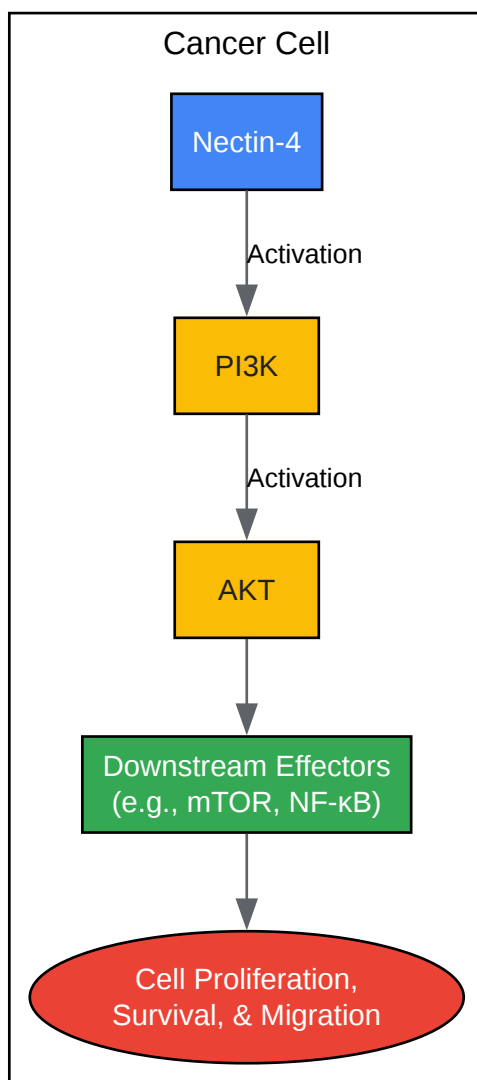 Cancer Cell
Nectin-4
Activation
PI3K
Activation
AKT
Downstream Effectors
(e.g., mTOR, NF-κB)
Cell Proliferation,
Survival, & Migration